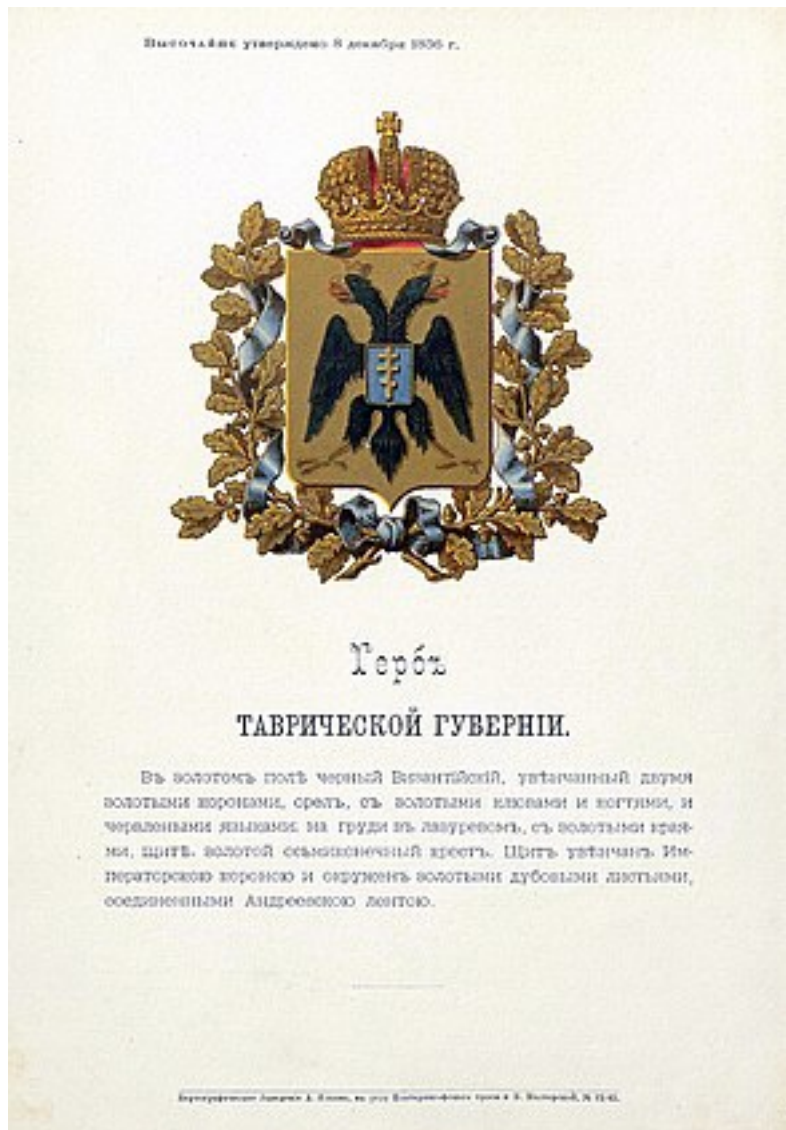 Высочайше утверждено 8 декабря 1856 г.
Гербъ
ТАВРИЧЕСКОЙ ГУБЕРНІИ.
Въ золотомъ полѣ черный Византійскій, увѣнчанный двумя
золотыми коронами, орелъ, съ золотыми клювами и когтями, и
червлеными языками: на груди въ лазуревомъ, съ золотыми края-
ми, щитѣ, золотой осьмиконечный крестъ. Щитъ увѣнчанъ Им-
ператорскою короною и окруженъ золотыми дубовыми листьями,
соединенными Андреевскою лентою.